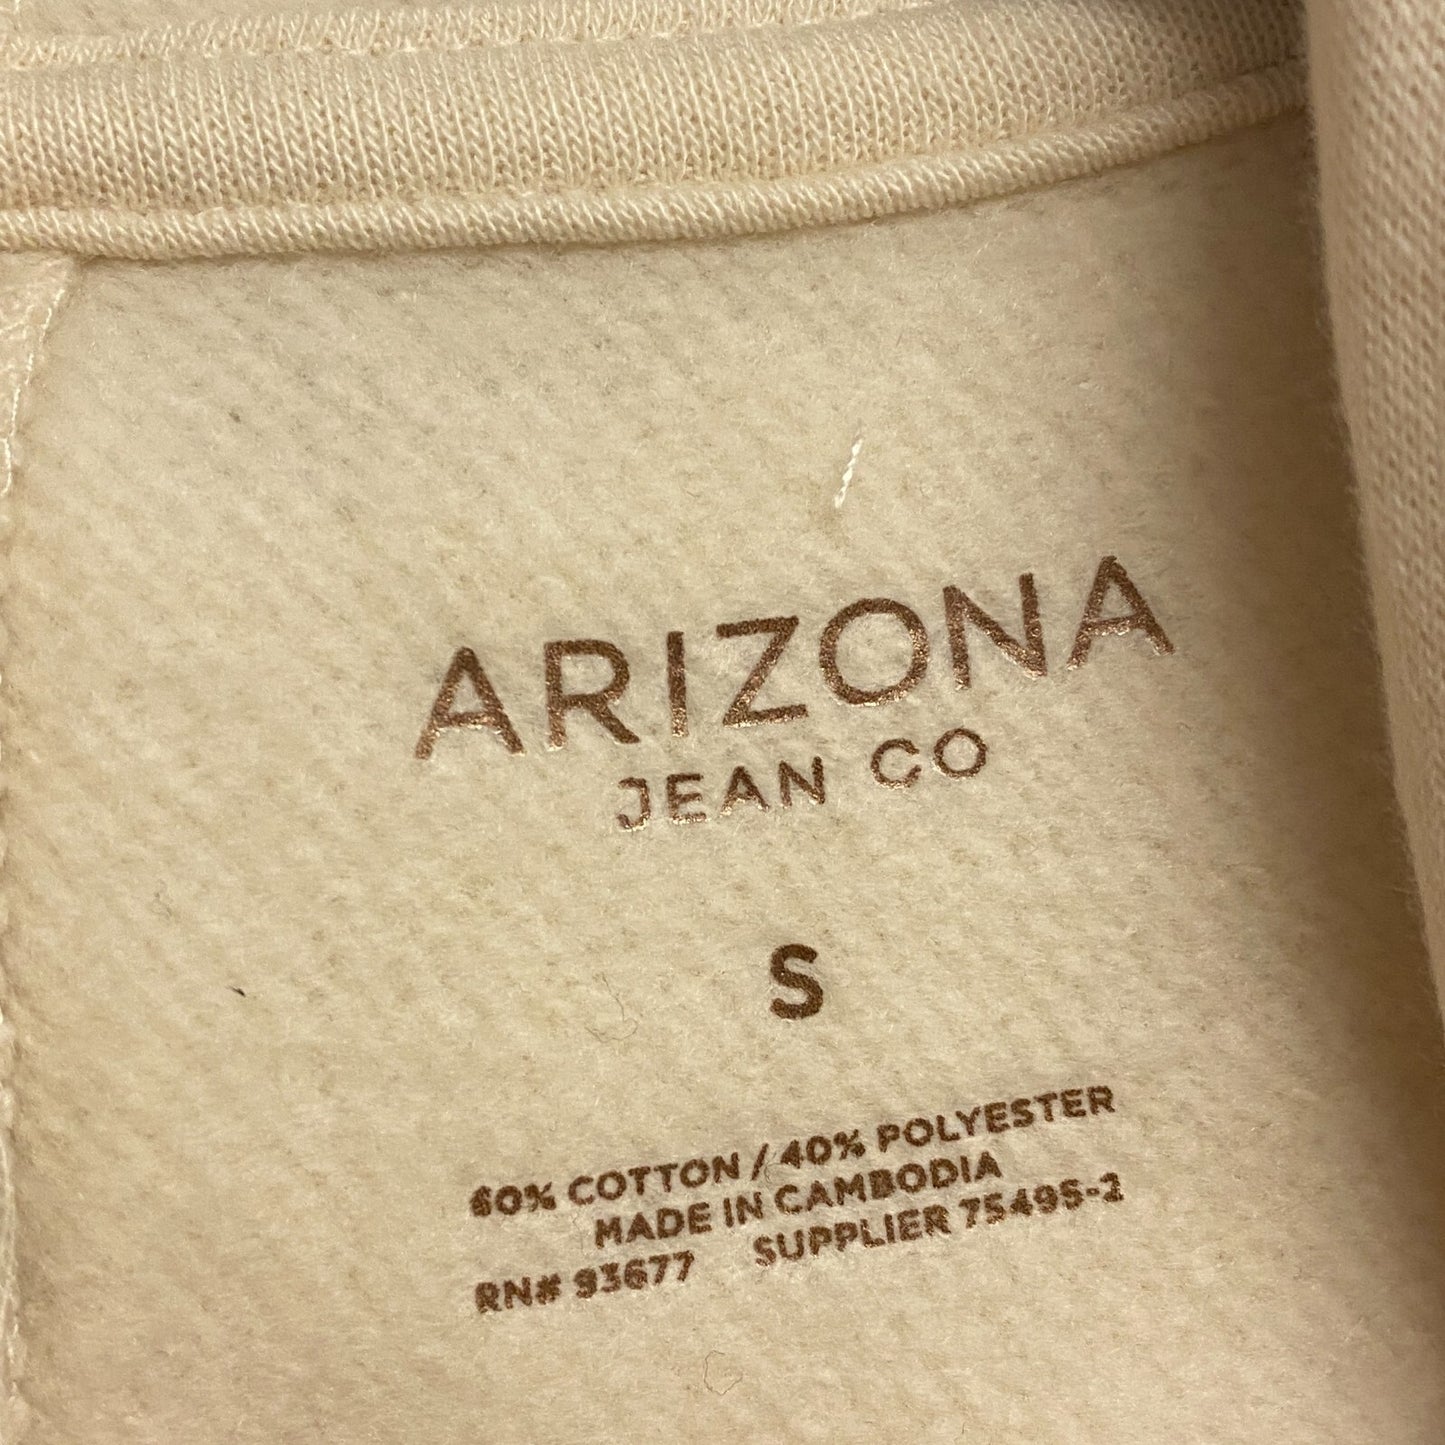 ARIZONA
JEAN CO
S
60% COTTON / 40% POLYESTER
MADE IN CAMBODIA
RN# 93677 SUPPLIER 75495-2